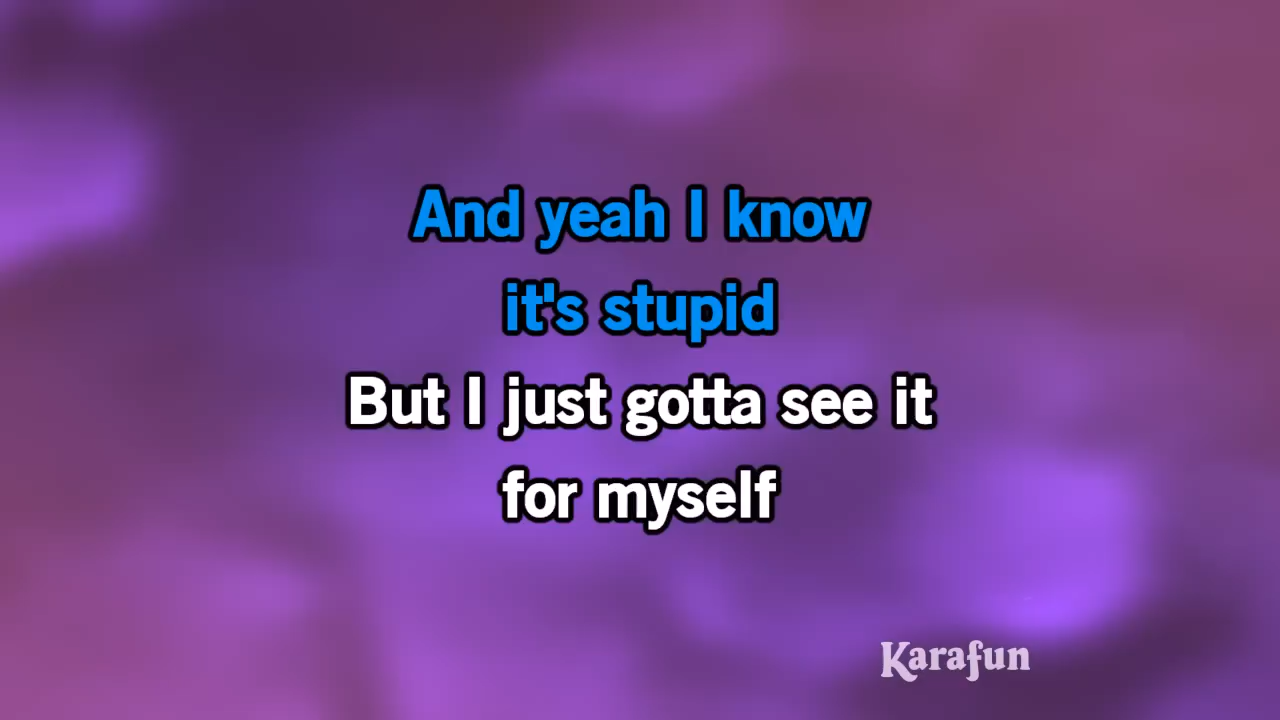 And yeah I know
it's stupid
But I just gotta see it
for myself
Karafun